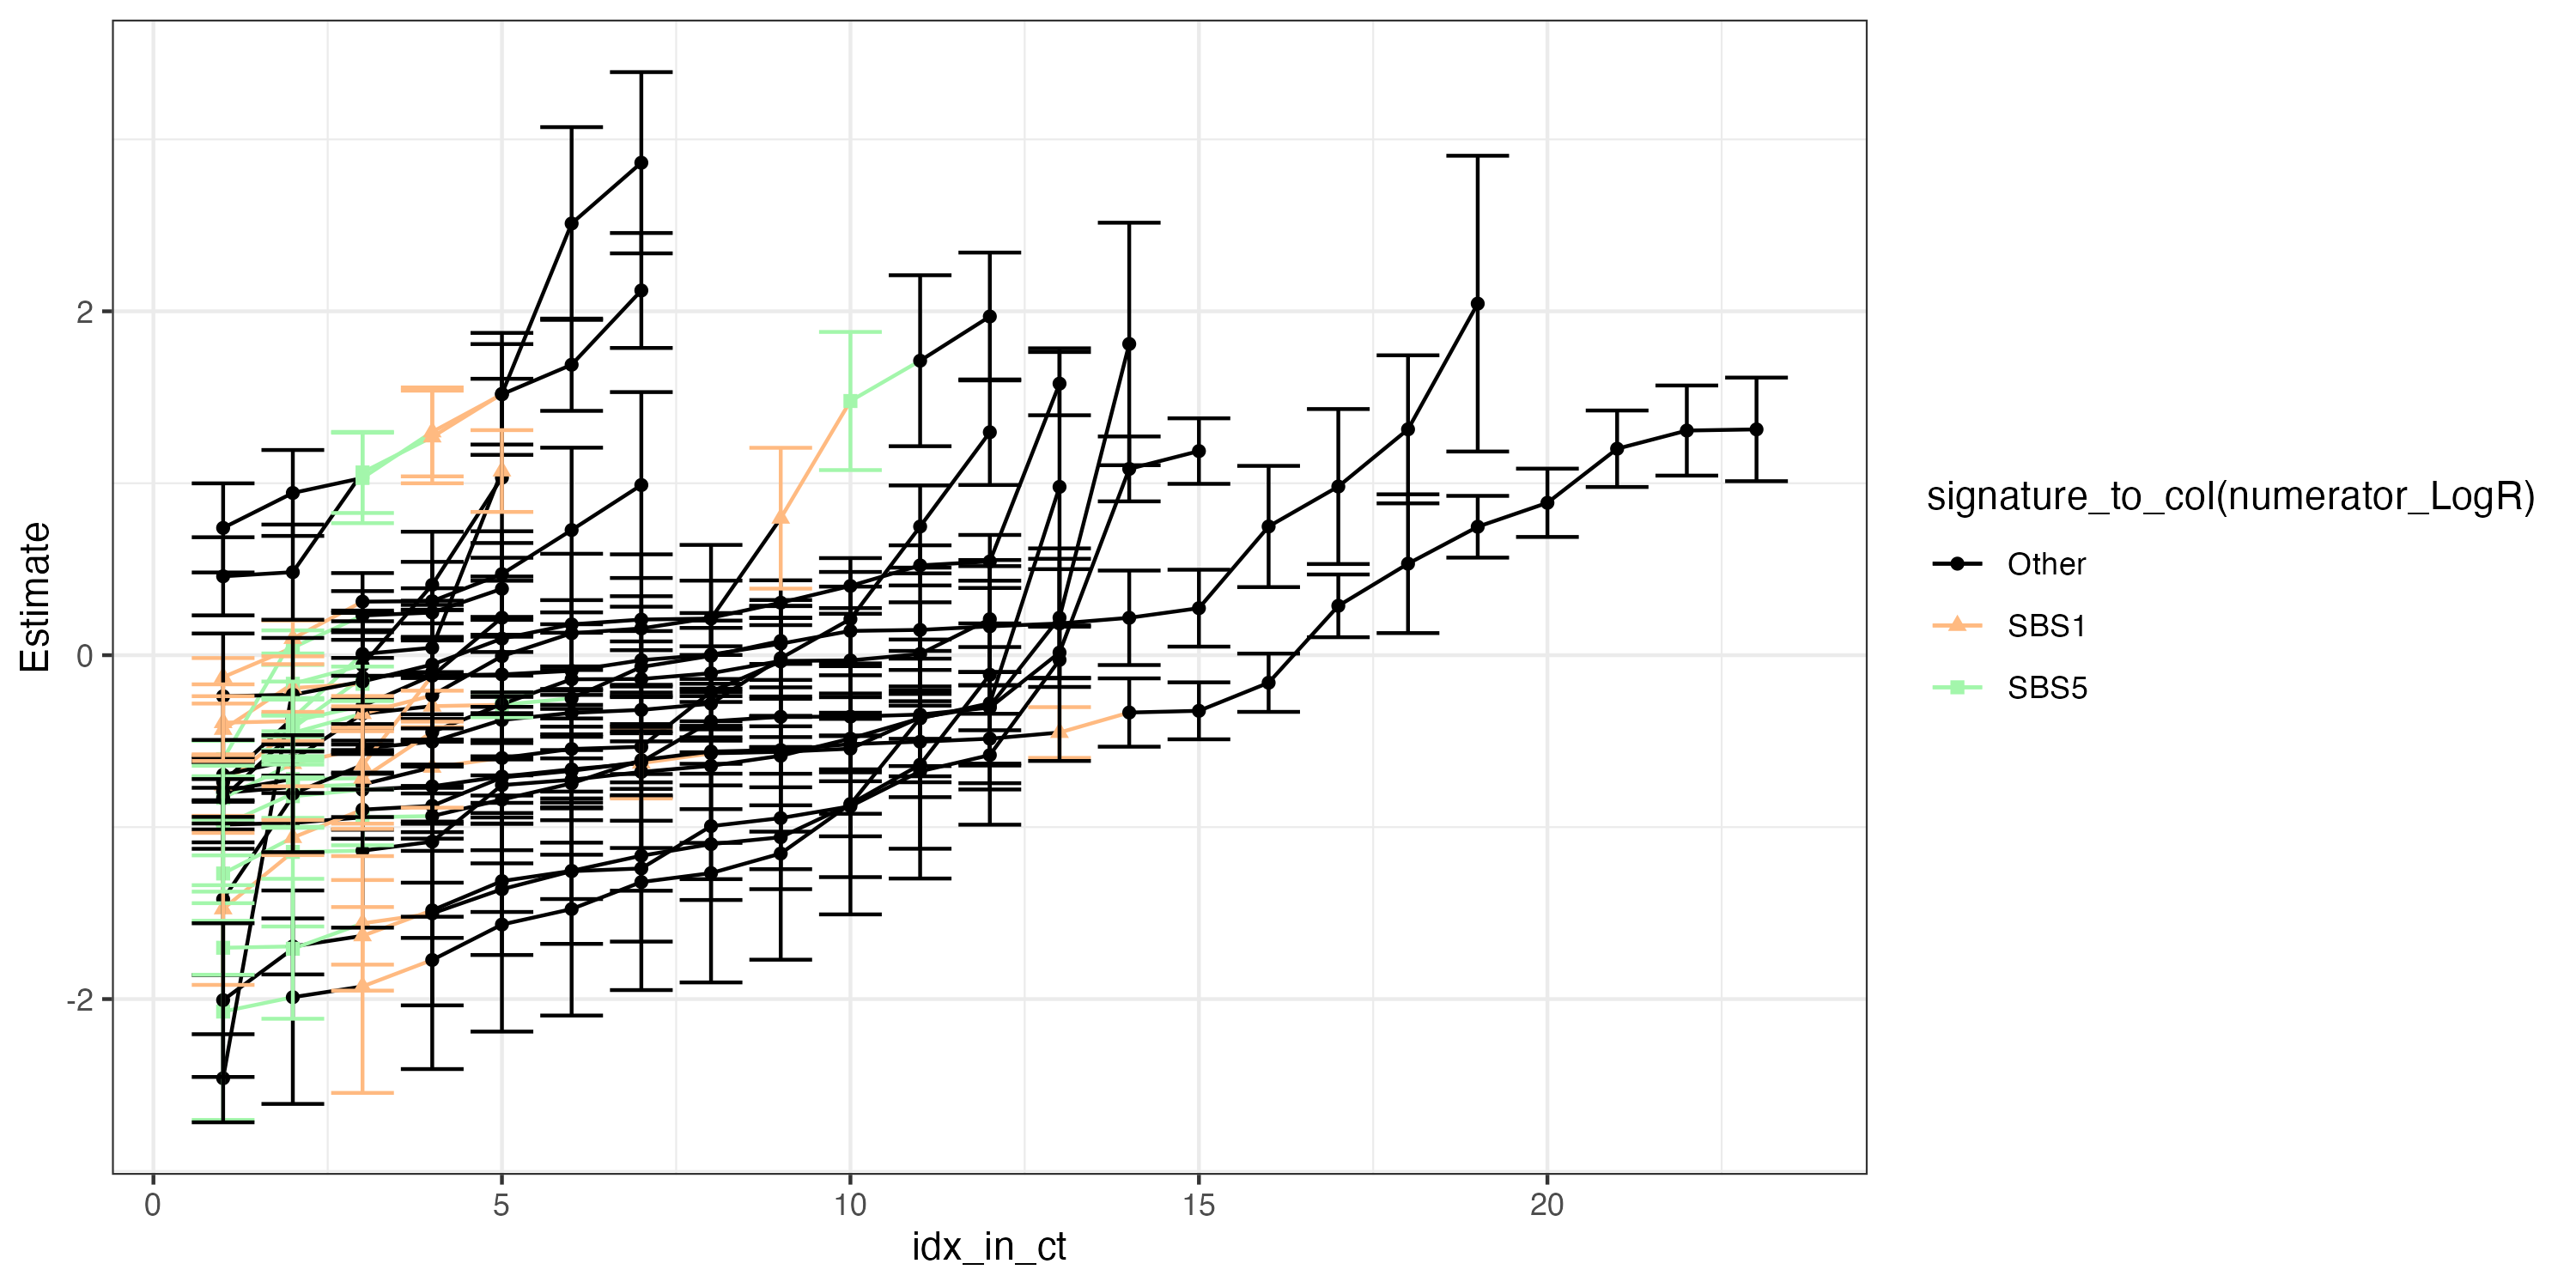 Estimate
2
0
-2
0
5
10
15
20
idx_in_ct
signature_to_col(numerator_LogR)
Other
SBS1
SBS5